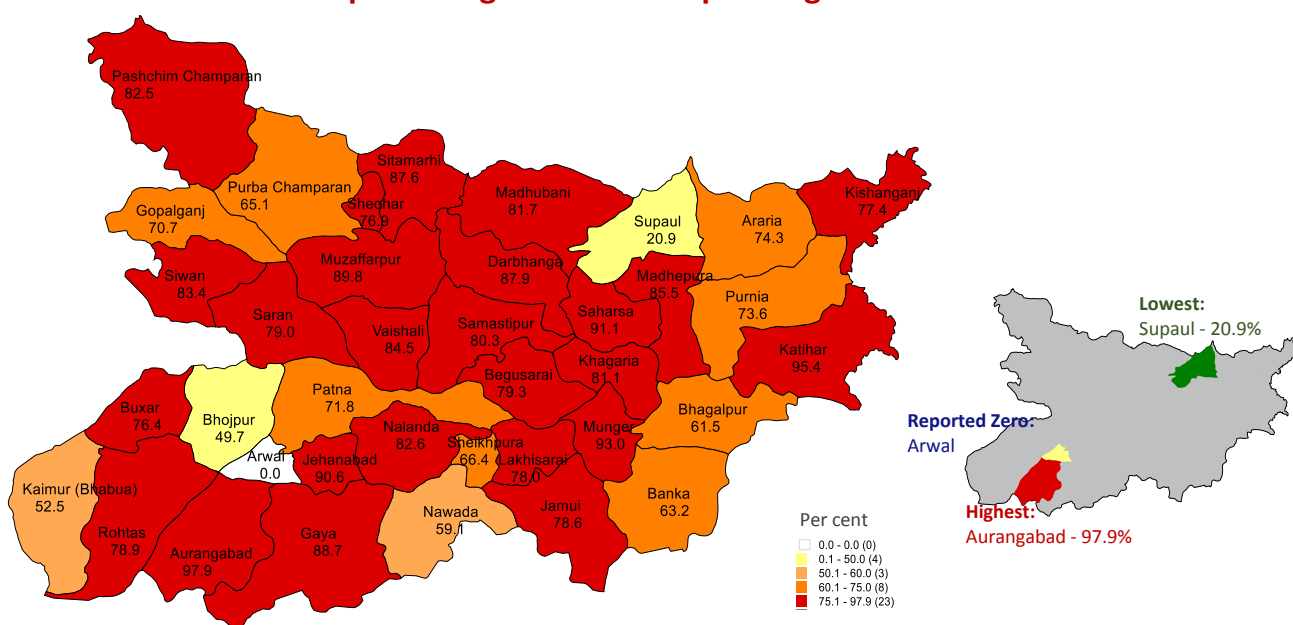 Pashchim Champaran
82.5
Sitamarhi
87.6
Purba Champaran
65.1
Sheohar
76.9
Madhubani
81.7
Kishanganj
77.4
Gopalganj
70.7
Supaul
20.9
Araria
74.3
Muzaffarpur
89.8
Darbhanga
87.9
Madhepura
85.5
Siwan
83.4
Purnia
73.6
Saran
79.0
Vaishali
84.5
Samastipur
80.3
Saharsa
91.1
Katihar
95.4
Khagaria
81.1
Begusarai
79.3
Patna
71.8
Buxar
76.4
Bhojpur
49.7
Bhagalpur
61.5
Nalanda
82.6
Munger
93.0
Sheikhpura
66.4
Lakhisarai
78.0
Arwal
0.0
Jehanabad
90.6
Kaimur (Bhabua)
52.5
Banka
63.2
Nawada
59.1
Jamui
78.6
Rohtas
78.9
Gaya
88.7
Aurangabad
97.9
Per cent
0.0 - 0.0 (0)
0.1 - 50.0 (4)
50.1 - 60.0 (3)
60.1 - 75.0 (8)
75.1 - 97.9 (23)
Lowest:
Supaul - 20.9%
Reported Zero:
Arwal
Highest:
Aurangabad - 97.9%